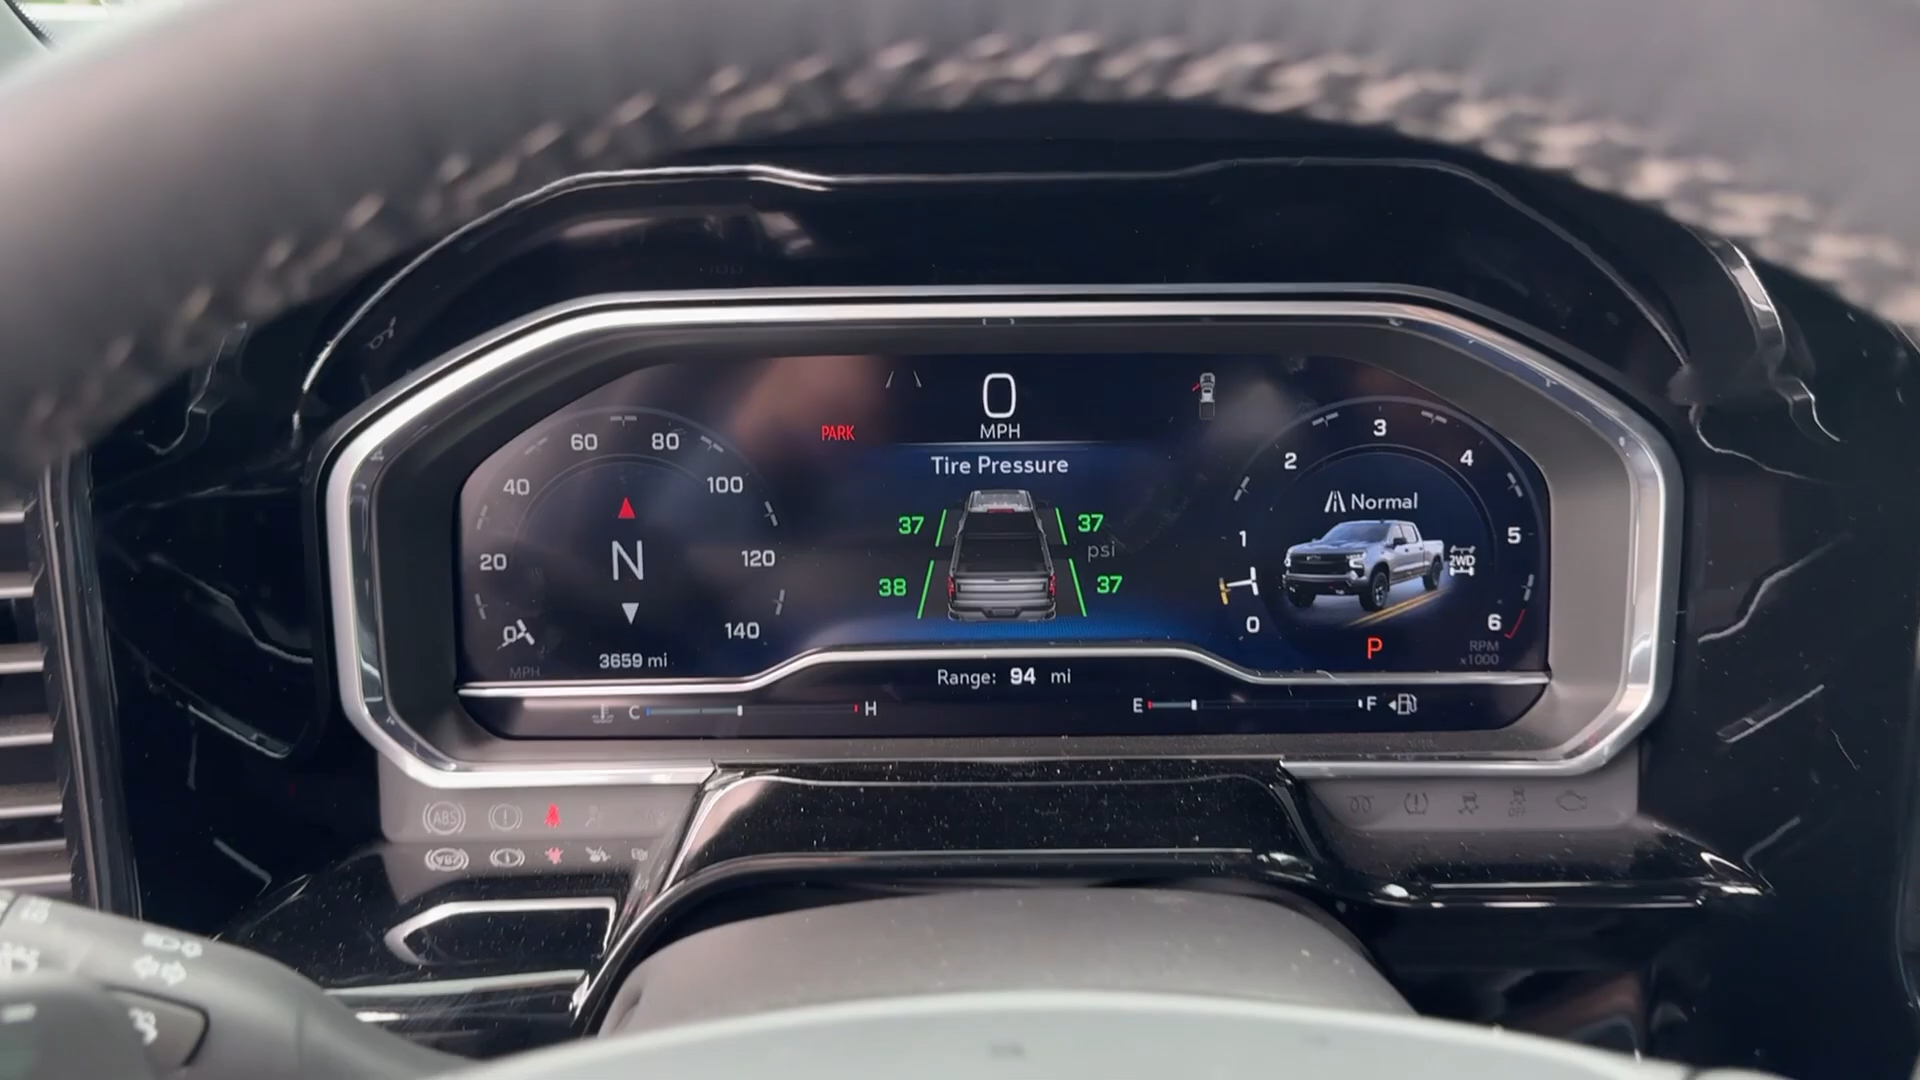 0
MPH
PARK
Tire Pressure
37
37
psi
38
37
20
40
60
80
100
120
140
N
0
MPH
3659 mi
0
1
2
3
4
5
6
Normal
2WD
P
RPM
x1000
Range: 94 mi
C
H
E
F
ABS